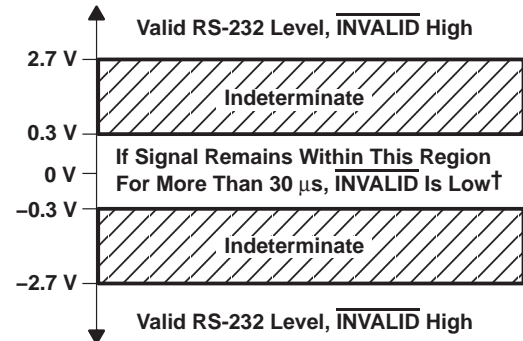 Valid RS-232 Level, INVALID High
2.7 V
Indeterminate
0.3 V
If Signal Remains Within This Region
0 V
For More Than 30 μs, INVALID Is Low†
−0.3 V
Indeterminate
−2.7 V
Valid RS-232 Level, INVALID High